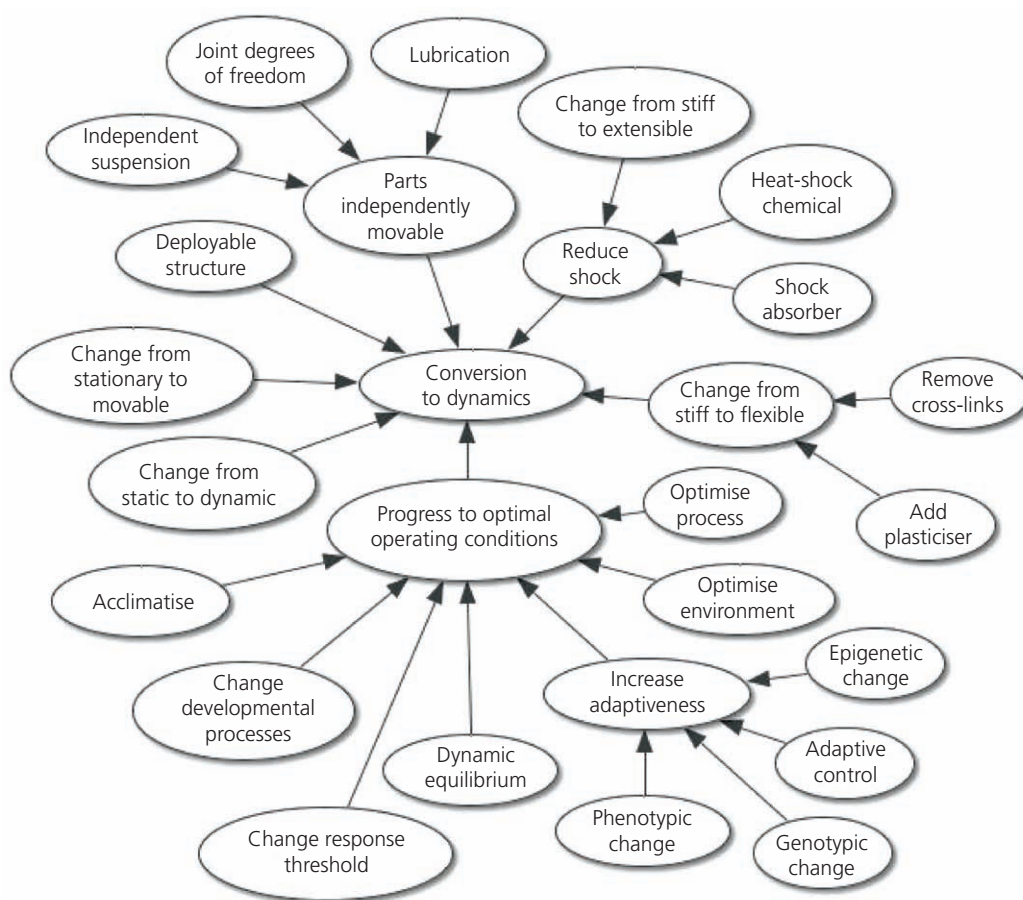 Joint degrees
of freedom
Lubrication
Change from stiff
to extensible
Independent
suspension
Parts
independently
movable
Heat-shock
chemical
Deployable
structure
Reduce
shock
Shock
absorber
Change from
stationary to
movable
Conversion
to dynamics
Change from
stiff to flexible
Remove
cross-links
Change from
static to dynamic
Progress to optimal
operating conditions
Optimise
process
Add
plasticiser
Acclimatise
Optimise
environment
Change
developmental
processes
Increase
adaptiveness
Epigenetic
change
Dynamic
equilibrium
Adaptive
control
Change response
threshold
Phenotypic
change
Genotypic
change